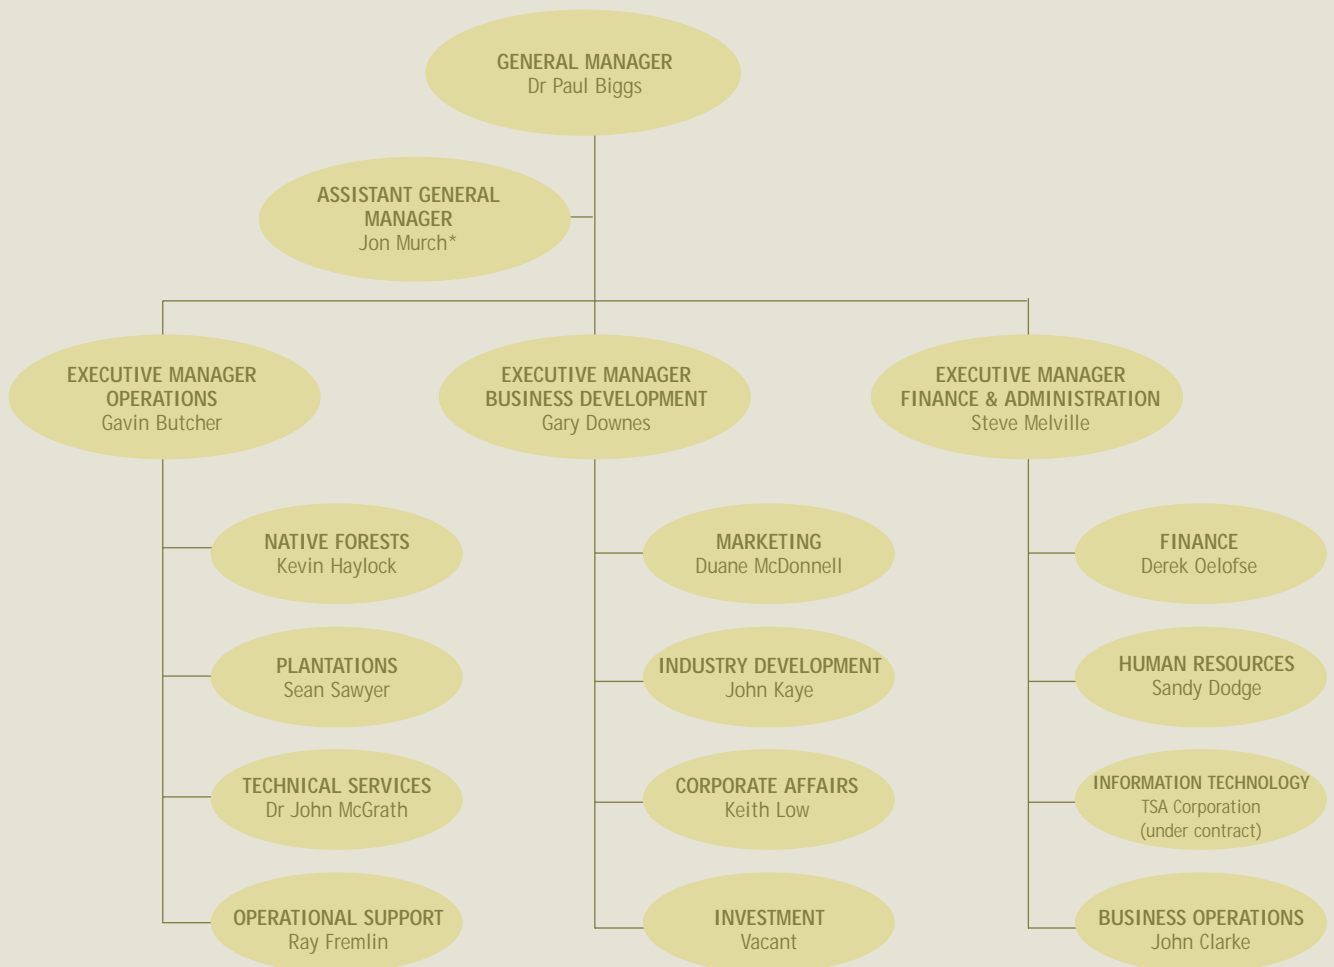 GENERAL MANAGER
Dr Paul Biggs
ASSISTANT GENERAL
MANAGER
Jon Murch*
EXECUTIVE MANAGER
OPERATIONS
Gavin Butcher
EXECUTIVE MANAGER
BUSINESS DEVELOPMENT
Gary Downes
EXECUTIVE MANAGER
FINANCE & ADMINISTRATION
Steve Melville
NATIVE FORESTS
Kevin Haylock
PLANTATIONS
Sean Sawyer
TECHNICAL SERVICES
Dr John McGrath
OPERATIONAL SUPPORT
Ray Fremlin
MARKETING
Duane McDonnell
INDUSTRY DEVELOPMENT
John Kaye
CORPORATE AFFAIRS
Keith Low
INVESTMENT
Vacant
FINANCE
Derek Oelofse
HUMAN RESOURCES
Sandy Dodge
INFORMATION TECHNOLOGY
TSA Corporation
(under contract)
BUSINESS OPERATIONS
John Clarke